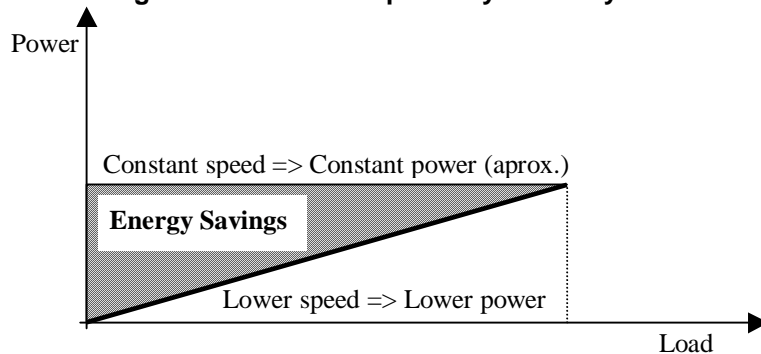 Power
Constant speed => Constant power (aprox.)
Energy Savings
Lower speed => Lower power
Load